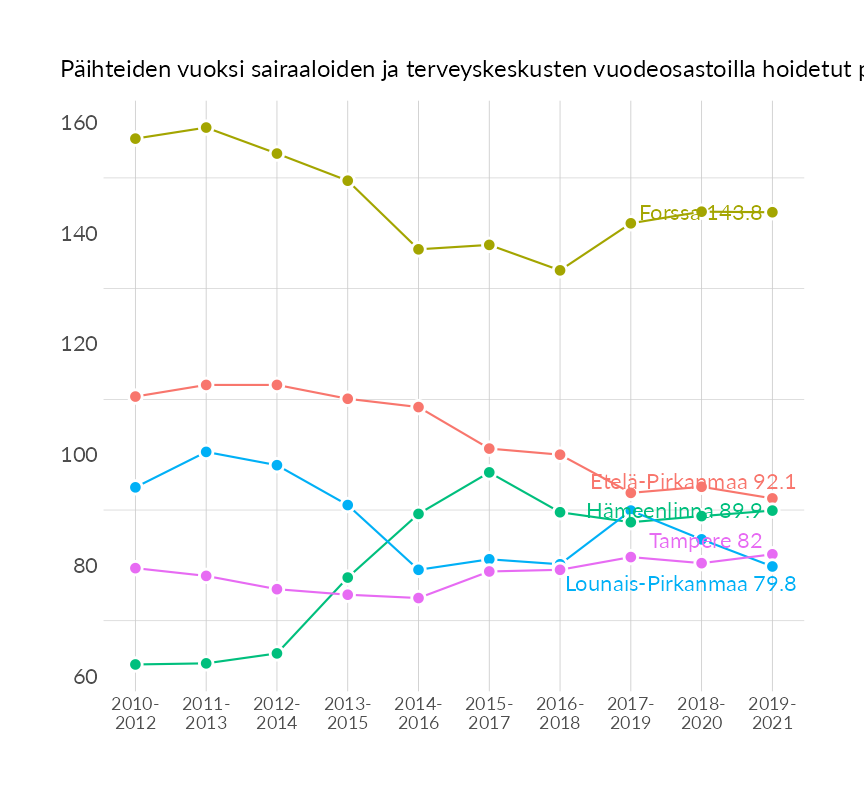 Päihteiden vuoksi sairaaloiden ja terveyskeskusten vuodeosastoilla hoidetut
160
140
120
100
80
60
Forssa 143.8
Etelä-Pirkanmaa 92.1
Hämeenlinna 89.9
Tampere 82
Lounais-Pirkanmaa 79.8
2010- 2011- 2012- 2013- 2014- 2015- 2016- 2017- 2018- 2019-
2012 2013 2014 2015 2016 2017 2018 2019 2020 2021